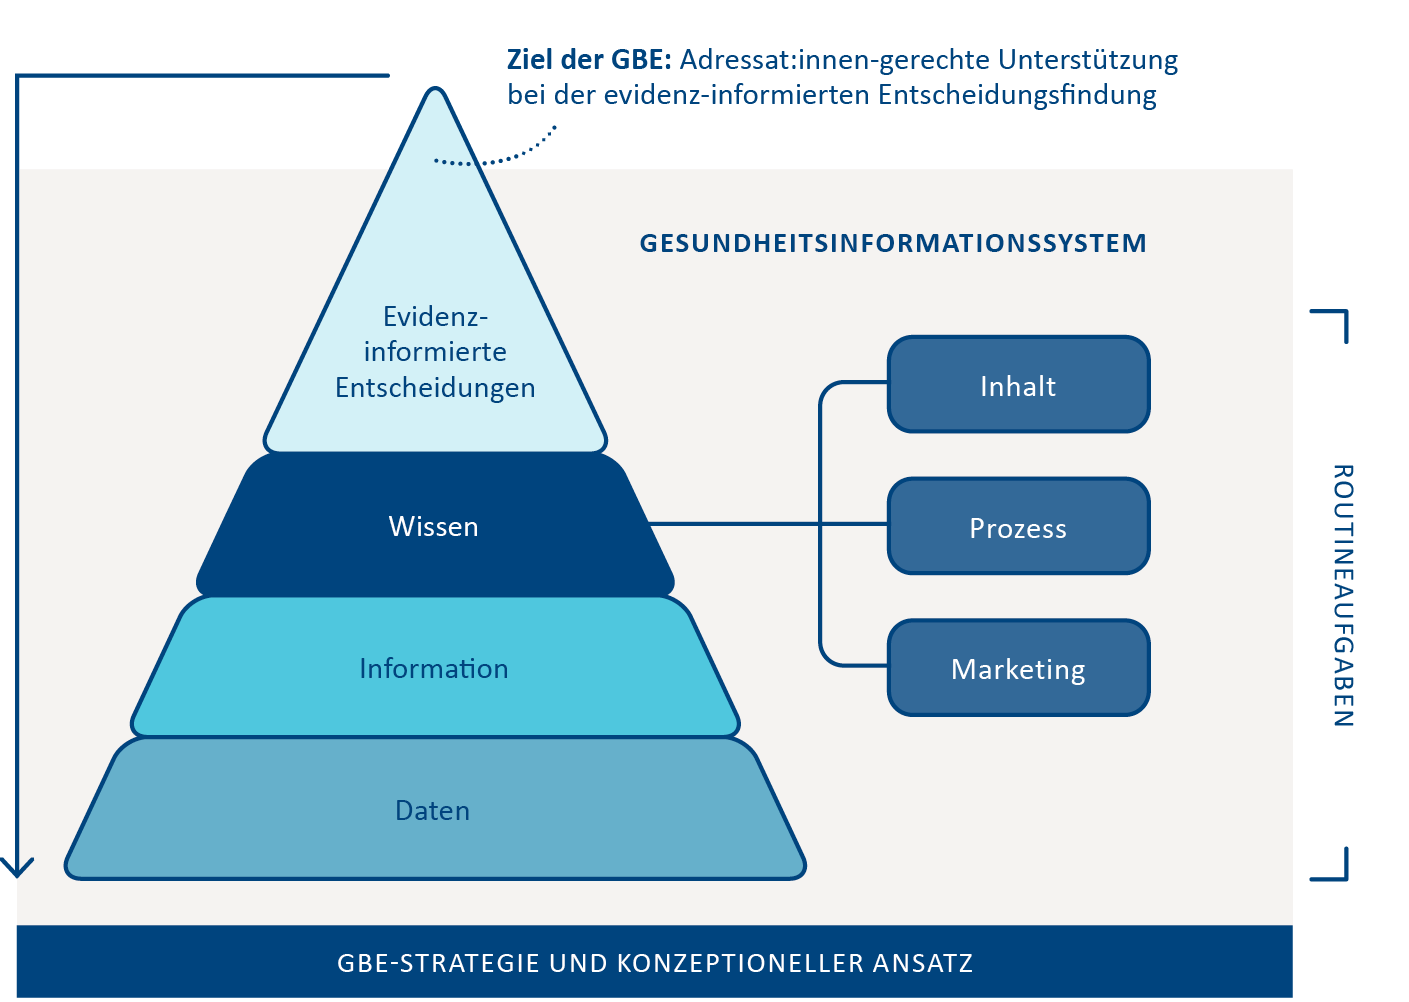 Ziel der GBE: Adressat:innen-gerechte Unterstützung
bei der evidenz-informierten Entscheidungsfindung
GESUNDHEITSINFORMATIONSSYSTEM
Evidenz-
informierte
Entscheidungen
Wissen
Information
Daten
Inhalt
Prozess
Marketing
ROUTINEAUFGABEN
GBE-STRATEGIE UND KONZEPTIONELLER ANSATZ